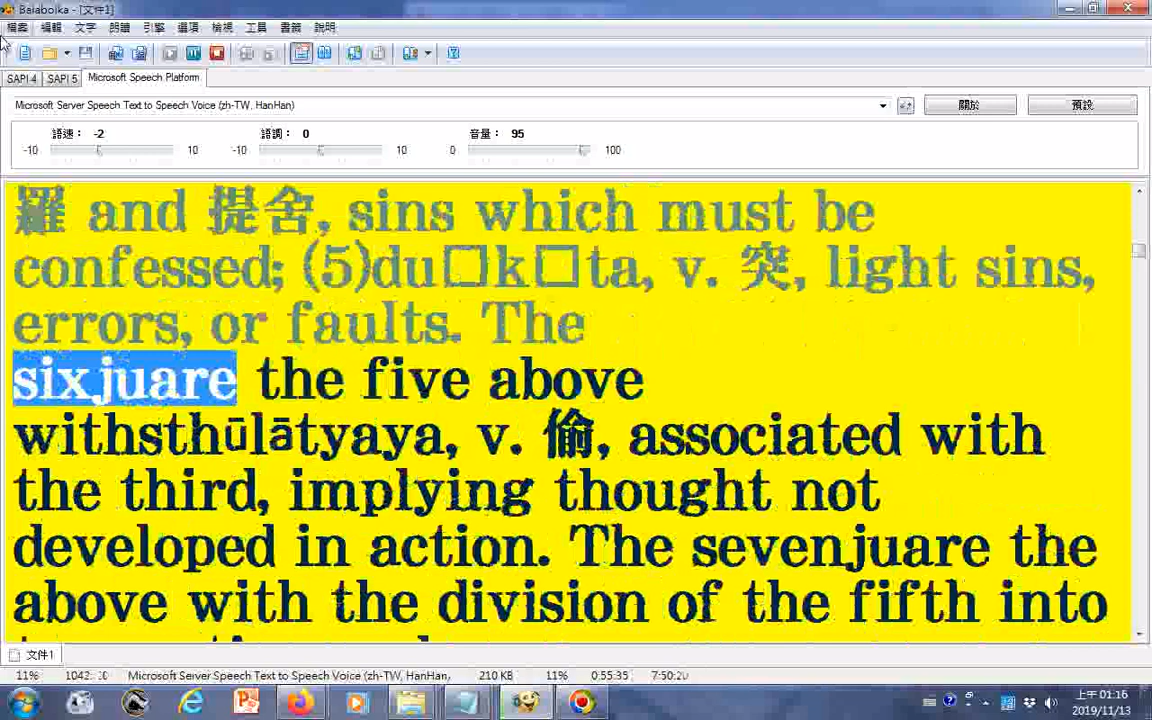 Balabolka - [文件1]
檔案 編輯 文字 朗讀 引擎 選項 檢視 工具 書籤 說明
SAPI 4 SAPI 5 Microsoft Speech Platform
Microsoft Server Speech Text to Speech Voice (zh-TW, HanHan) 關於 預設
語速： -2 語調： 0 音量： 95
-10 10 -10 10 0 100
羅 and 提舍, sins which must be
confessed; (5)du□k□ta, v. 突, light sins,
errors, or faults. The
sixjuare the five above
withsthūlātyaya, v. 偷, associated with
the third, implying thought not
developed in action. The sevenjuare the
above with the division of the fifth into
文件1
11% Microsoft Server Speech Text to Speech Voice (zh-TW, HanHan, 210 KB 11% 0:55:35 7:50:20
上午 01:16
2019/11/13